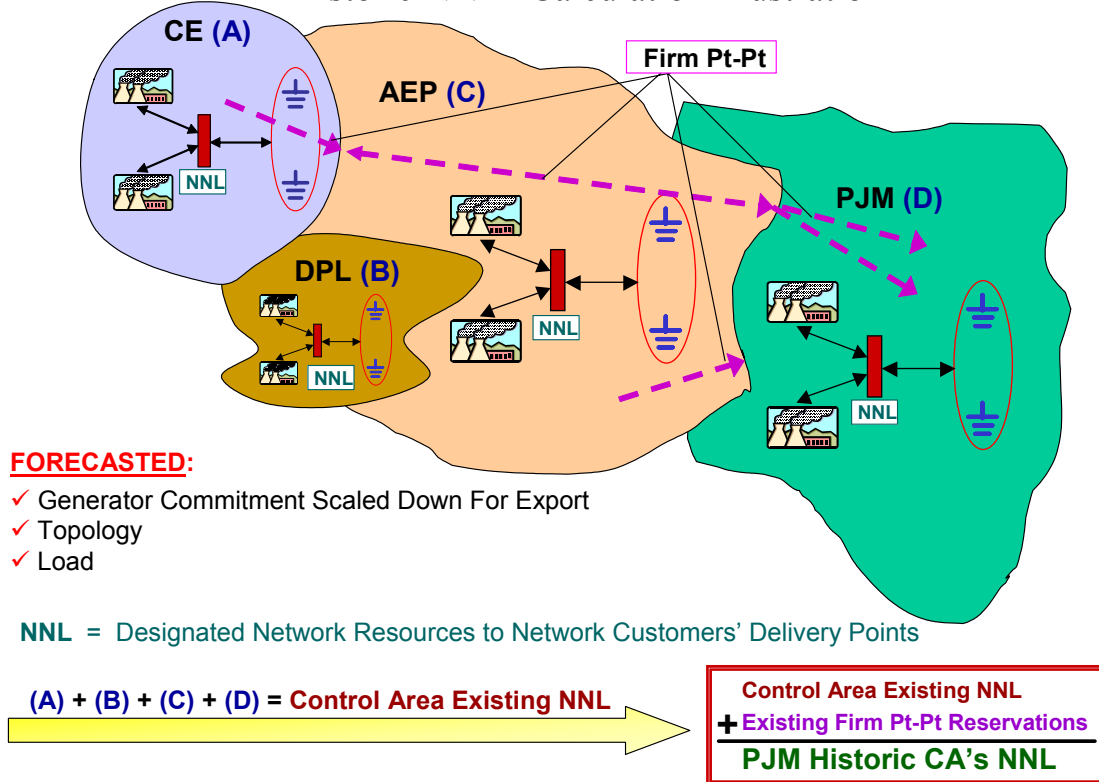 CE (A)
Firm Pt-Pt
AEP (C)
NNL
PJM (D)
DPL (B)
NNL
NNL
NNL
FORECASTED:
✓ Generator Commitment Scaled Down For Export
✓ Topology
✓ Load
NNL = Designated Network Resources to Network Customers' Delivery Points
(A) + (B) + (C) + (D) = Control Area Existing NNL
Control Area Existing NNL
+ Existing Firm Pt-Pt Reservations
PJM Historic CA's NNL